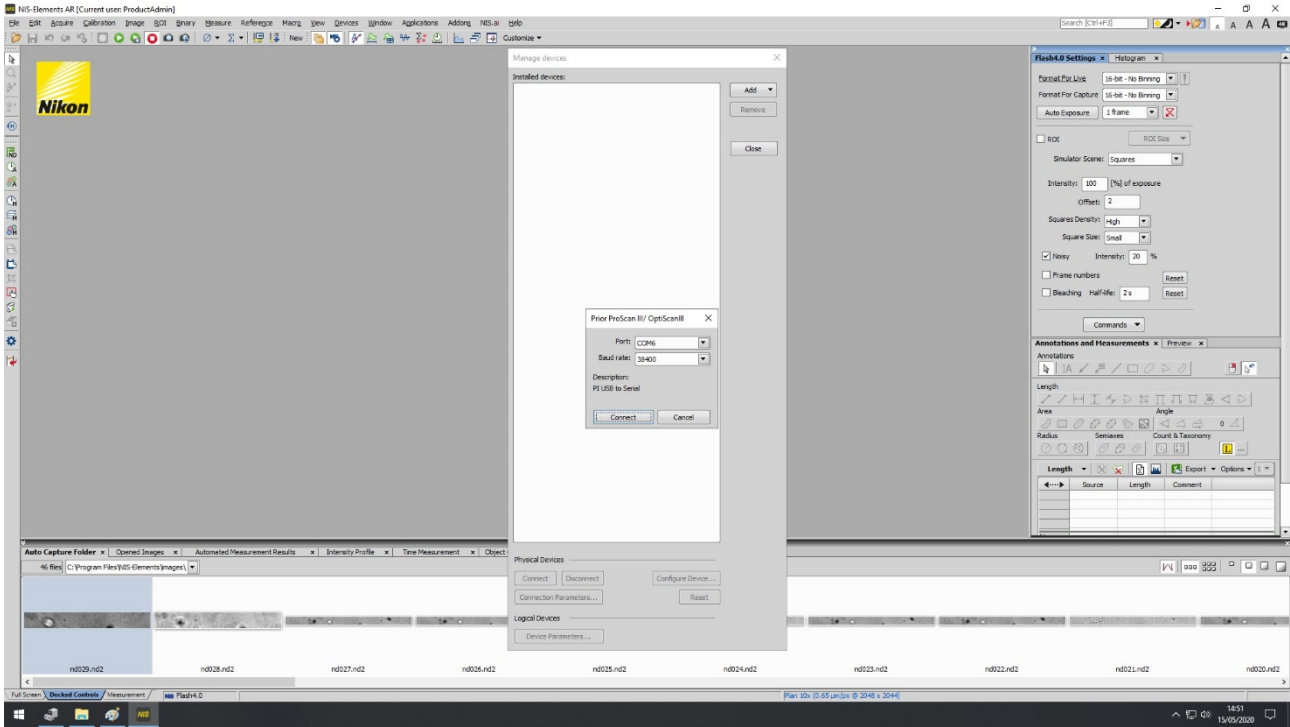 NIS-Elements AR [Current user: ProductAdmin]
File Edit Acquire Calibration Image ROI Binary Measure Reference Macro View Devices Window Applications Addons NIS.ai Help
Search [Ctrl+F3]
A A A A
New
Customize
Nikon
Manage devices
Installed devices:
Add
Remove
Close
Prior ProScan III/ OptiScanIII
Port: COM6
Baud rate: 38400
Description:
PI USB to Serial
Connect Cancel
Physical Devices
Connect Disconnect Configure Device...
Connection Parameters... Reset
Logical Devices
Device Parameters...
Flash4.0 Settings x Histogram x
Format For Live 16-bit - No Binning
Format For Capture 16-bit - No Binning
Auto Exposure 1 frame
ROI ROI Size
Simulator Scene: Squares
Intensity: 100 [%] of exposure
Offset: 2
Squares Density: High
Square Size: Small
Noisy Intensity: 20 %
Frame numbers Reset
Bleaching Half-life: 2 s Reset
Commands
Annotations and Measurements x Preview x
Annotations
Length
Area Angle
Radius Semiaxes Count & Taxonomy
Length Export Options 1
Source Length Comment
Auto Capture Folder x Opened Images x Automated Measurement Results x Intensity Profile x Time Measurement x Object
46 files C:\Program Files\NIS-Elements\Images\
nd029.nd2 nd028.nd2 nd027.nd2 nd026.nd2 nd025.nd2 nd024.nd2 nd023.nd2 nd022.nd2 nd021.nd2 nd020.nd2
Full Screen Docked Controls Measurement Flash4.0 Plan 10x (0.65 µm/px @ 2048 x 2044)
NIS
14:51
15/05/2020